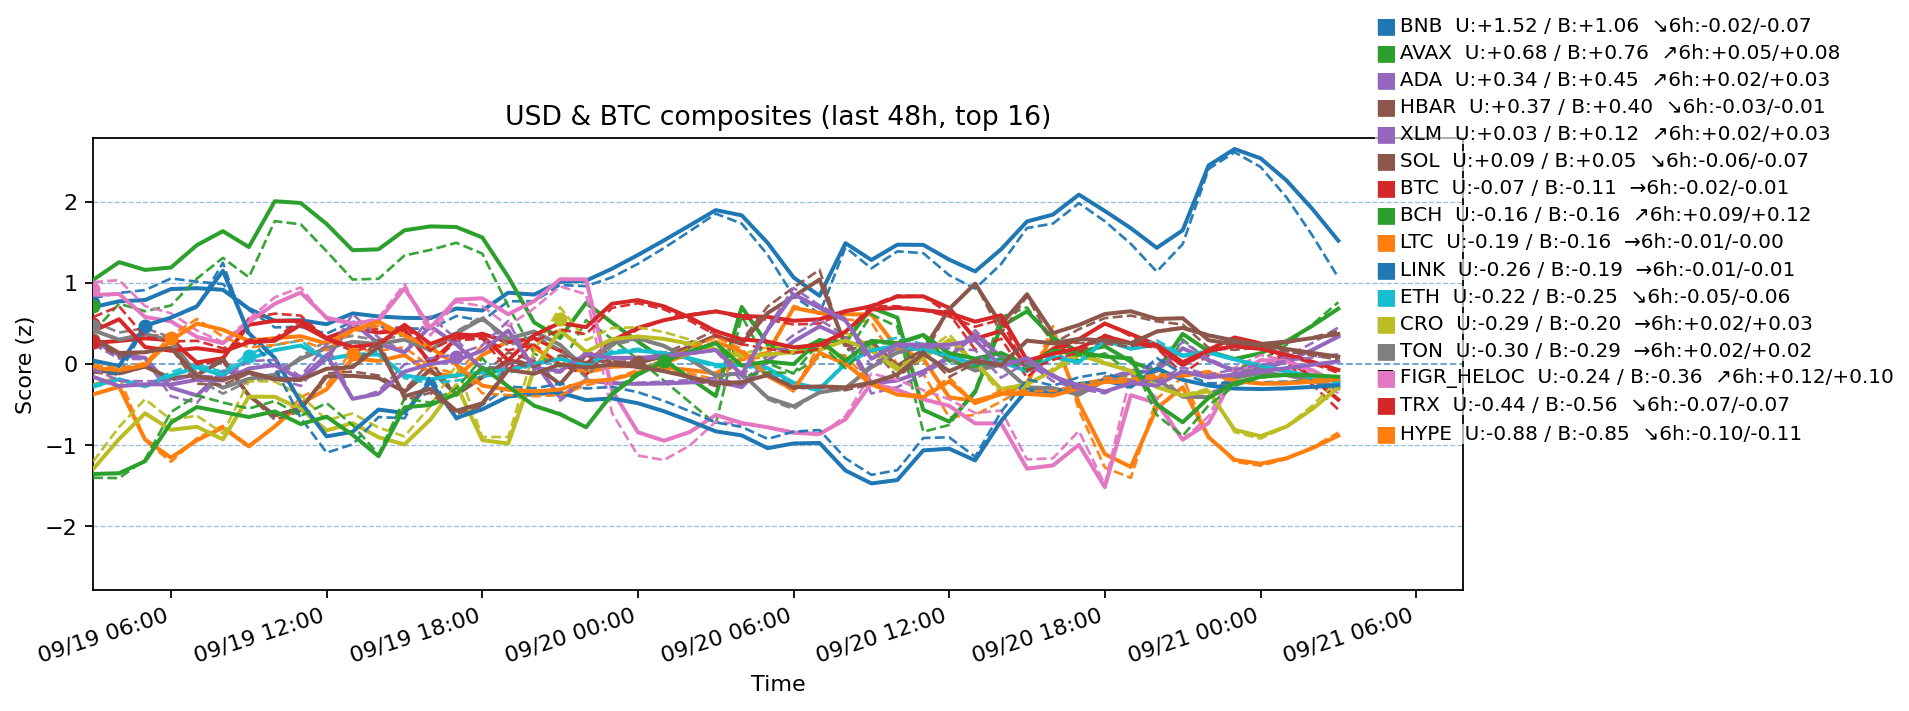 BNB  U:+1.52 / B:+1.06  ↘6h:-0.02/-0.07
AVAX  U:+0.68 / B:+0.76  ↗6h:+0.05/+0.08
ADA  U:+0.34 / B:+0.45  ↗6h:+0.02/+0.03
HBAR  U:+0.37 / B:+0.40  ↘6h:-0.03/-0.01
XLM  U:+0.03 / B:+0.12  ↗6h:+0.02/+0.03
SOL  U:+0.09 / B:+0.05  ↘6h:-0.06/-0.07
BTC  U:-0.07 / B:-0.11  →6h:-0.02/-0.01
BCH  U:-0.16 / B:-0.16  ↗6h:+0.09/+0.12
LTC  U:-0.19 / B:-0.16  →6h:-0.01/-0.00
LINK  U:-0.26 / B:-0.19  →6h:-0.01/-0.01
ETH  U:-0.22 / B:-0.25  ↘6h:-0.05/-0.06
CRO  U:-0.29 / B:-0.20  →6h:+0.02/+0.03
TON  U:-0.30 / B:-0.29  →6h:+0.02/+0.02
FIGR_HELOC  U:-0.24 / B:-0.36  ↗6h:+0.12/+0.10
TRX  U:-0.44 / B:-0.56  ↘6h:-0.07/-0.07
HYPE  U:-0.88 / B:-0.85  ↘6h:-0.10/-0.11
USD & BTC composites (last 48h, top 16)
Score (z)
2
1
0
−1
−2
09/19 06:00
09/19 12:00
09/19 18:00
09/20 00:00
09/20 06:00
09/20 12:00
09/20 18:00
09/21 00:00
09/21 06:00
Time